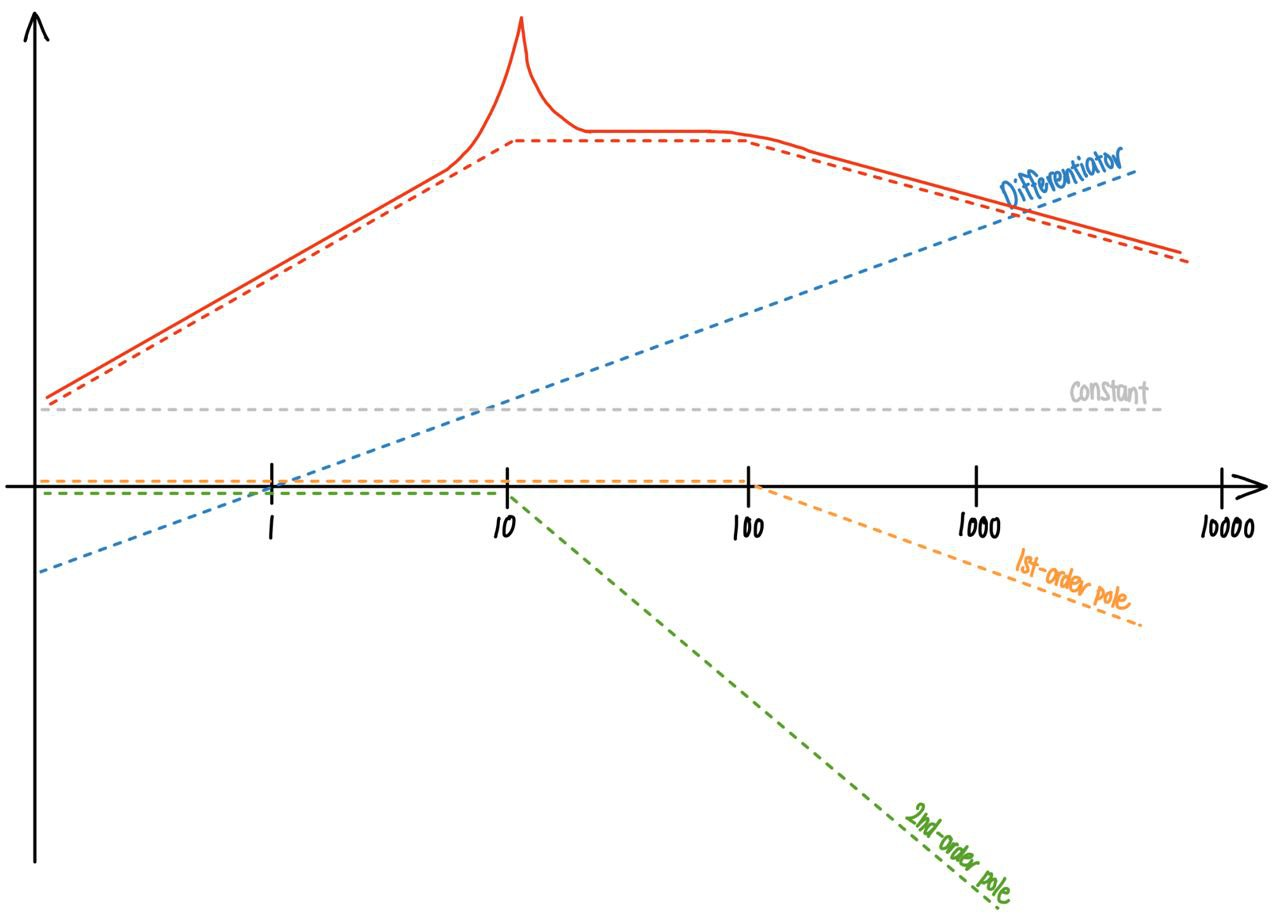 Differentiator
Constant
1
10
100
1000
10000
1st-order pole
2nd-order pole